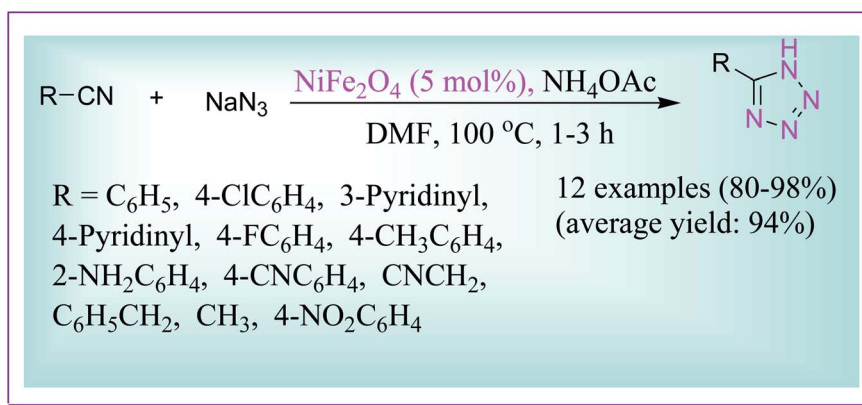 R–CN + NaN3 NiFe2O4 (5 mol%), NH4OAc
DMF, 100 °C, 1-3 h
R H N N N N
R = C6H5, 4-ClC6H4, 3-Pyridinyl,
4-Pyridinyl, 4-FC6H4, 4-CH3C6H4,
2-NH2C6H4, 4-CNC6H4, CNCH2,
C6H5CH2, CH3, 4-NO2C6H4
12 examples (80-98%)
(average yield: 94%)